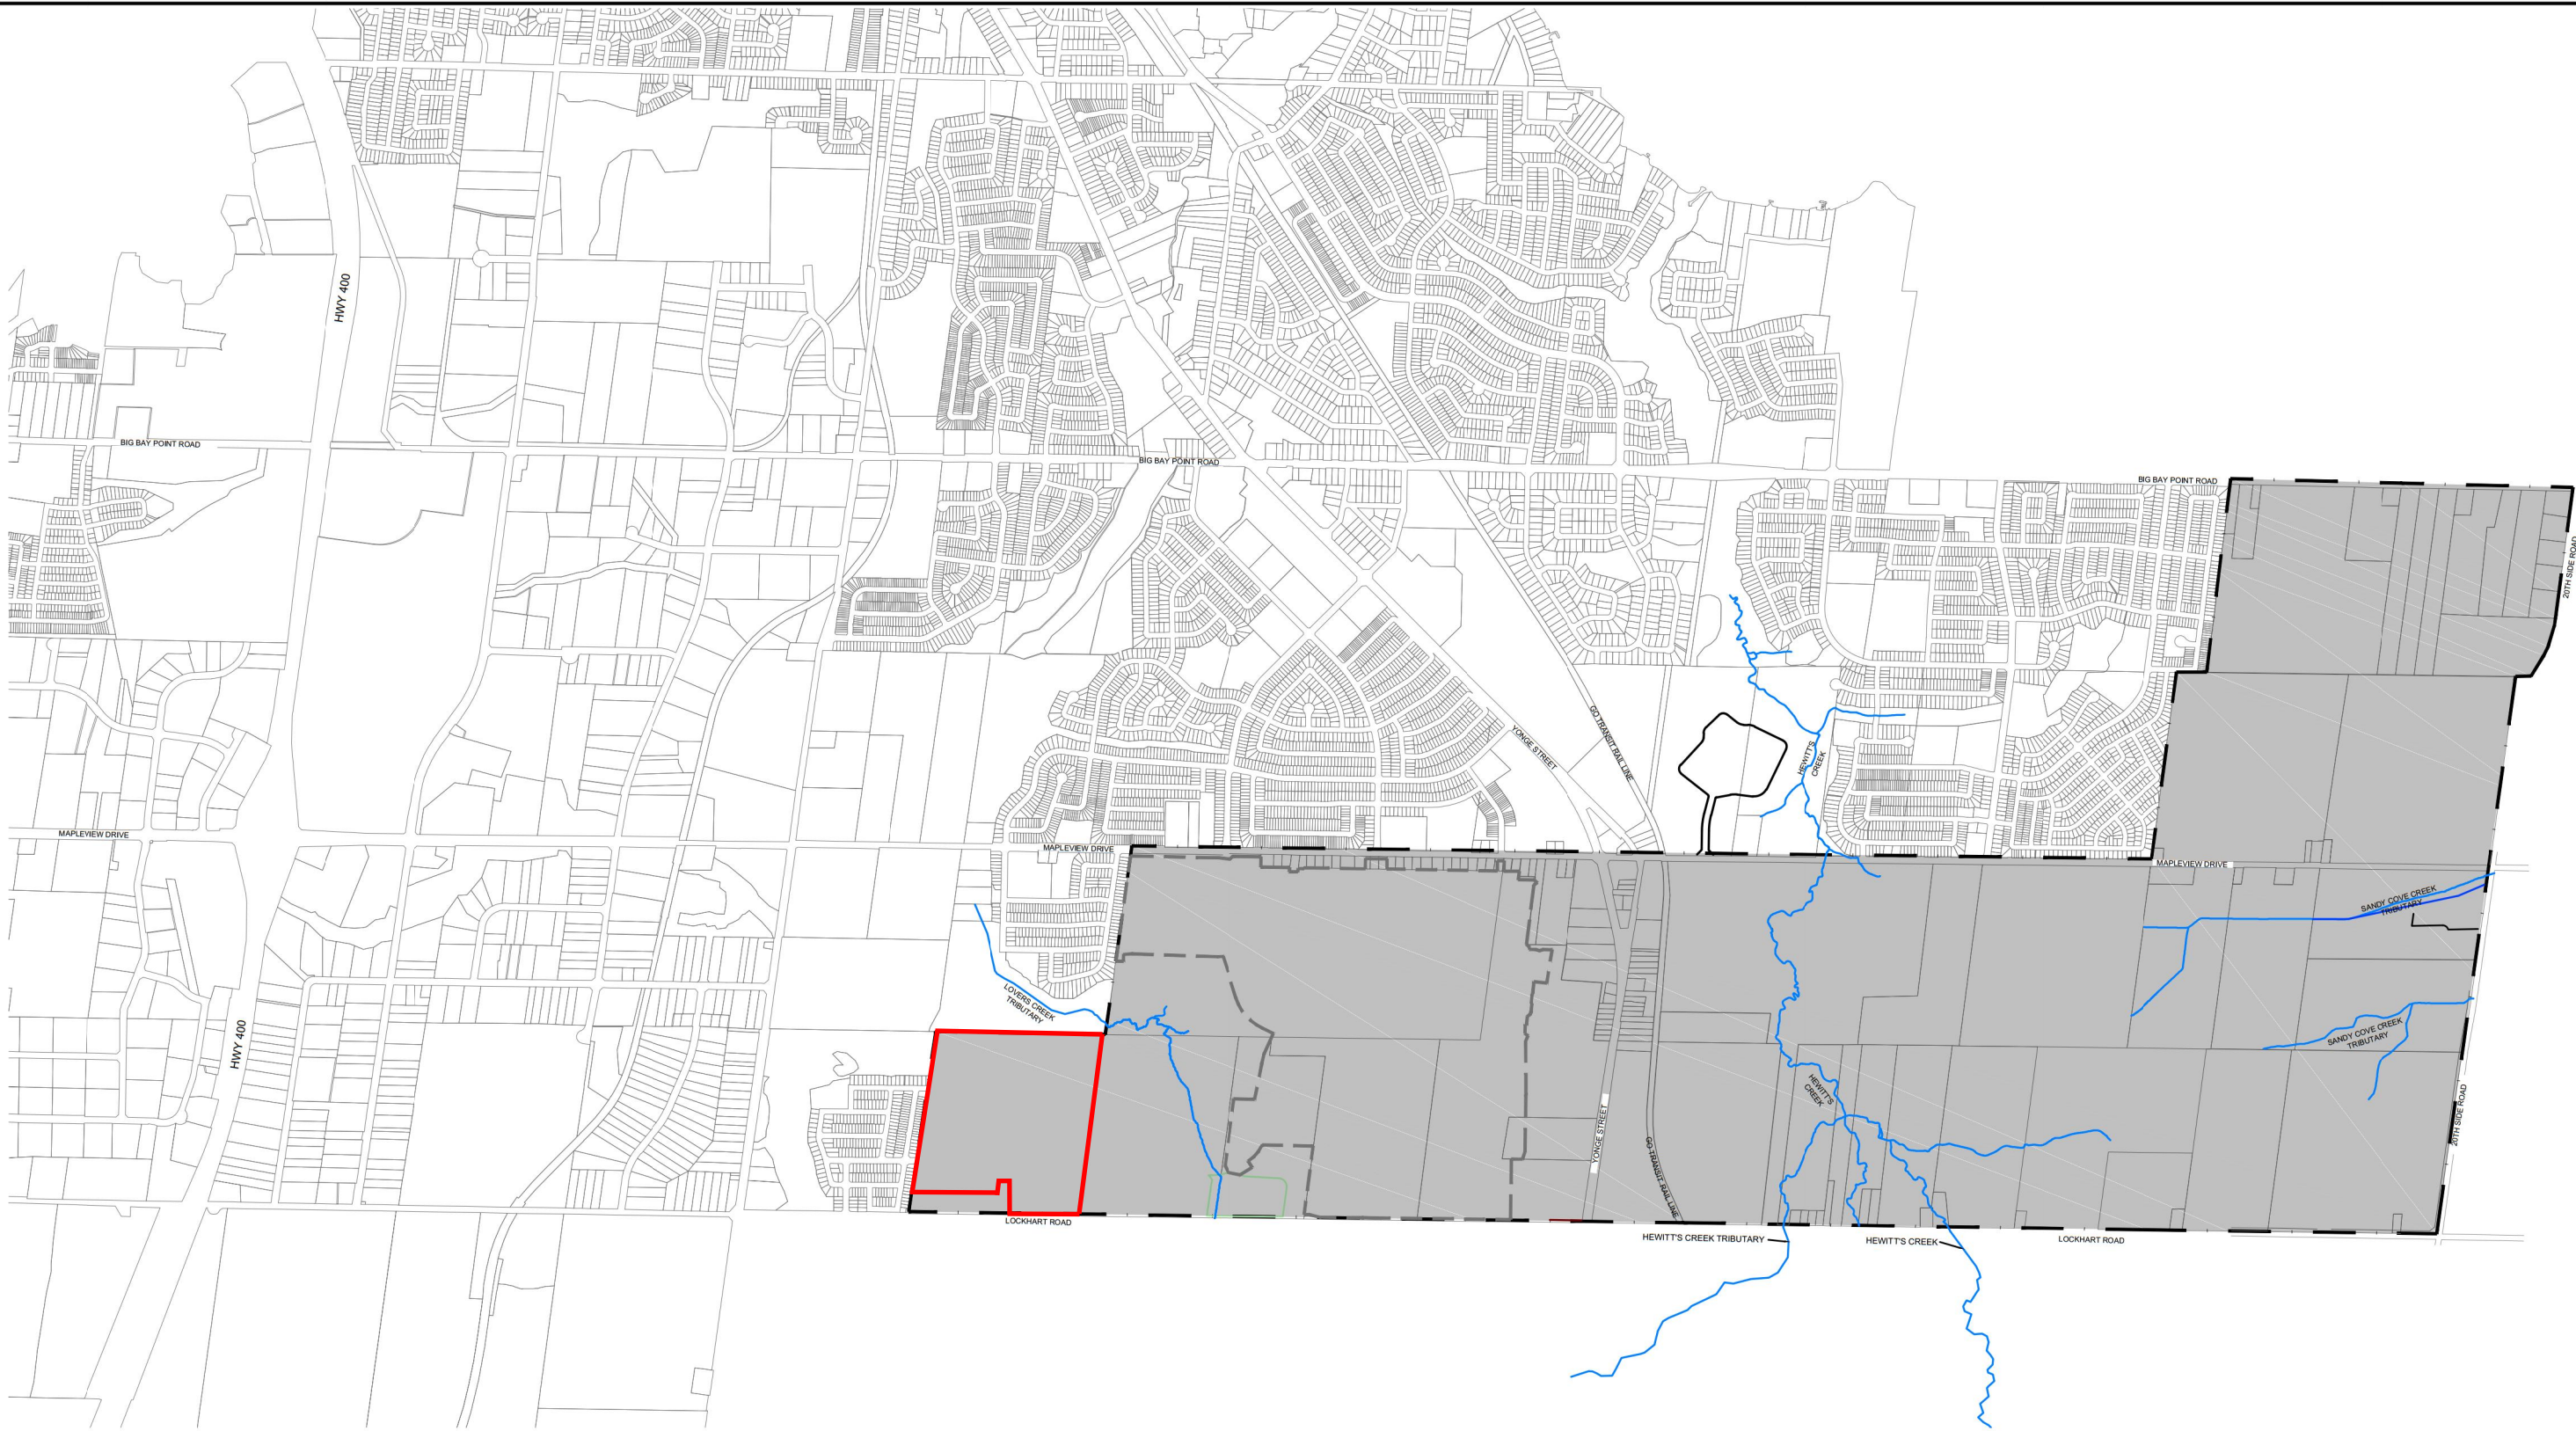 HWY 400
BIG BAY POINT ROAD
BIG BAY POINT ROAD
BIG BAY POINT ROAD
20TH SIDE ROAD
YONGE STREET
GO TRANSIT RAIL LINE
HEWITT'S
CREEK
MAPLEVIEW DRIVE
MAPLEVIEW DRIVE
MAPLEVIEW DRIVE
SANDY COVE CREEK
TRIBUTARY
LOVERS CREEK
TRIBUTARY
HWY 400
SANDY COVE CREEK
TRIBUTARY
HEWITT'S
CREEK
YONGE STREET
GO TRANSIT RAIL LINE
20TH SIDE ROAD
LOCKHART ROAD
HEWITT'S CREEK TRIBUTARY
HEWITT'S CREEK
LOCKHART ROAD